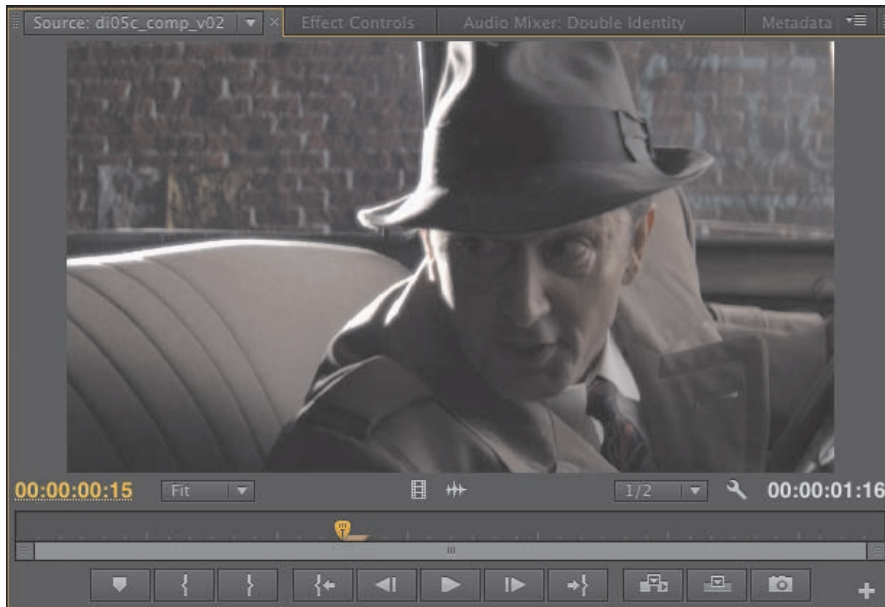 Source: di05c_comp_v02 Effect Controls Audio Mixer: Double Identity Metadata
00:00:00:15 Fit 1/2 00:00:01:16